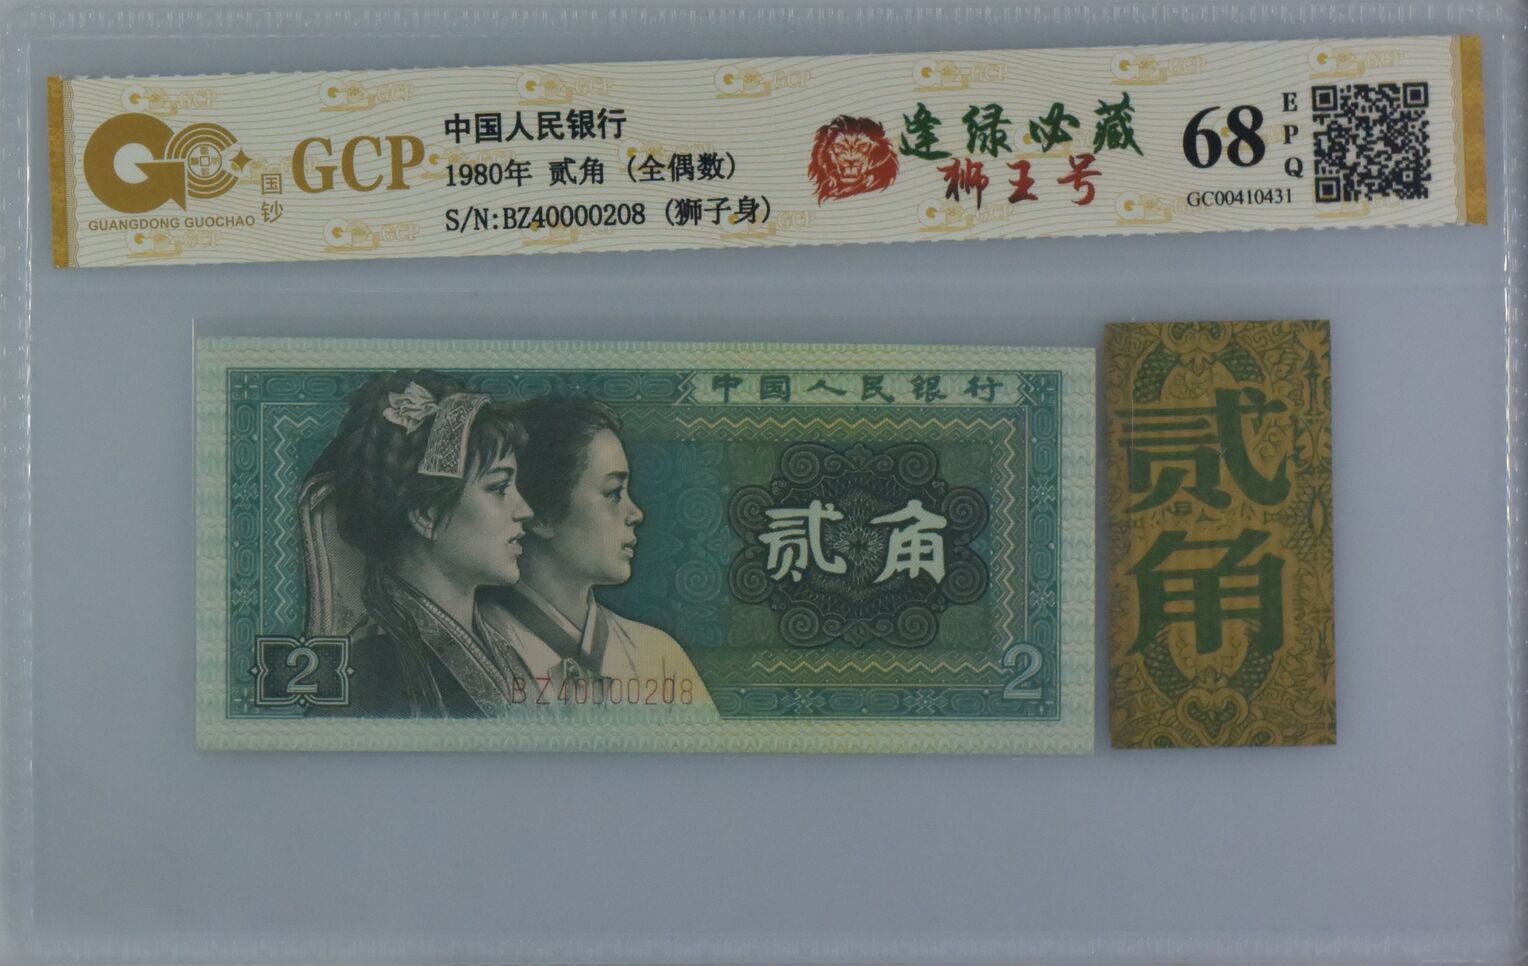 GCP
国钞
GUANGDONG GUOCHAO
中国人民银行
1980年 贰角 (全偶数)
S/N:BZ40000208 (狮子身)
逢绿必藏
狮王号
68
EPQ
GC00410431
中国人民银行
贰角
2
BZ40000208
2
贰角